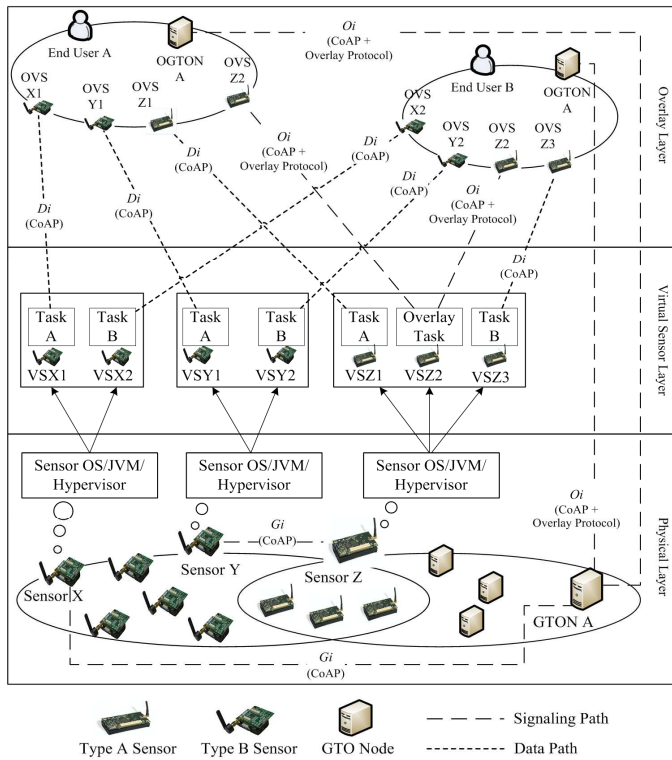 End User A
OGTON
A
Oi
(CoAP +
Overlay Protocol)
OVS
X1
OVS
Y1
OVS
Z1
OVS
Z2
End User B
OGTON
A
OVS
X2
OVS
Y2
OVS
Z2
OVS
Z3
Overlay Layer
Di
(CoAP)
Oi
(CoAP +
Overlay Protocol)
Di
(CoAP)
Di
(CoAP)
Oi
(CoAP +
Overlay Protocol)
Di
(CoAP)
Di
(CoAP)
Di
(CoAP)
Task
A
VSX1
Task
B
VSX2
Task
A
VSY1
Task
B
VSY2
Task
A
VSZ1
Overlay
Task
VSZ2
Task
B
VSZ3
Virtual Sensor Layer
Sensor OS/JVM/
Hypervisor
Sensor OS/JVM/
Hypervisor
Sensor OS/JVM/
Hypervisor
Oi
(CoAP +
Overlay Protocol)
Gi
(CoAP)
Sensor X
Sensor Y
Sensor Z
GTON A
Gi
(CoAP)
Physical Layer
Type A Sensor
Type B Sensor
GTO Node
Signaling Path
Data Path